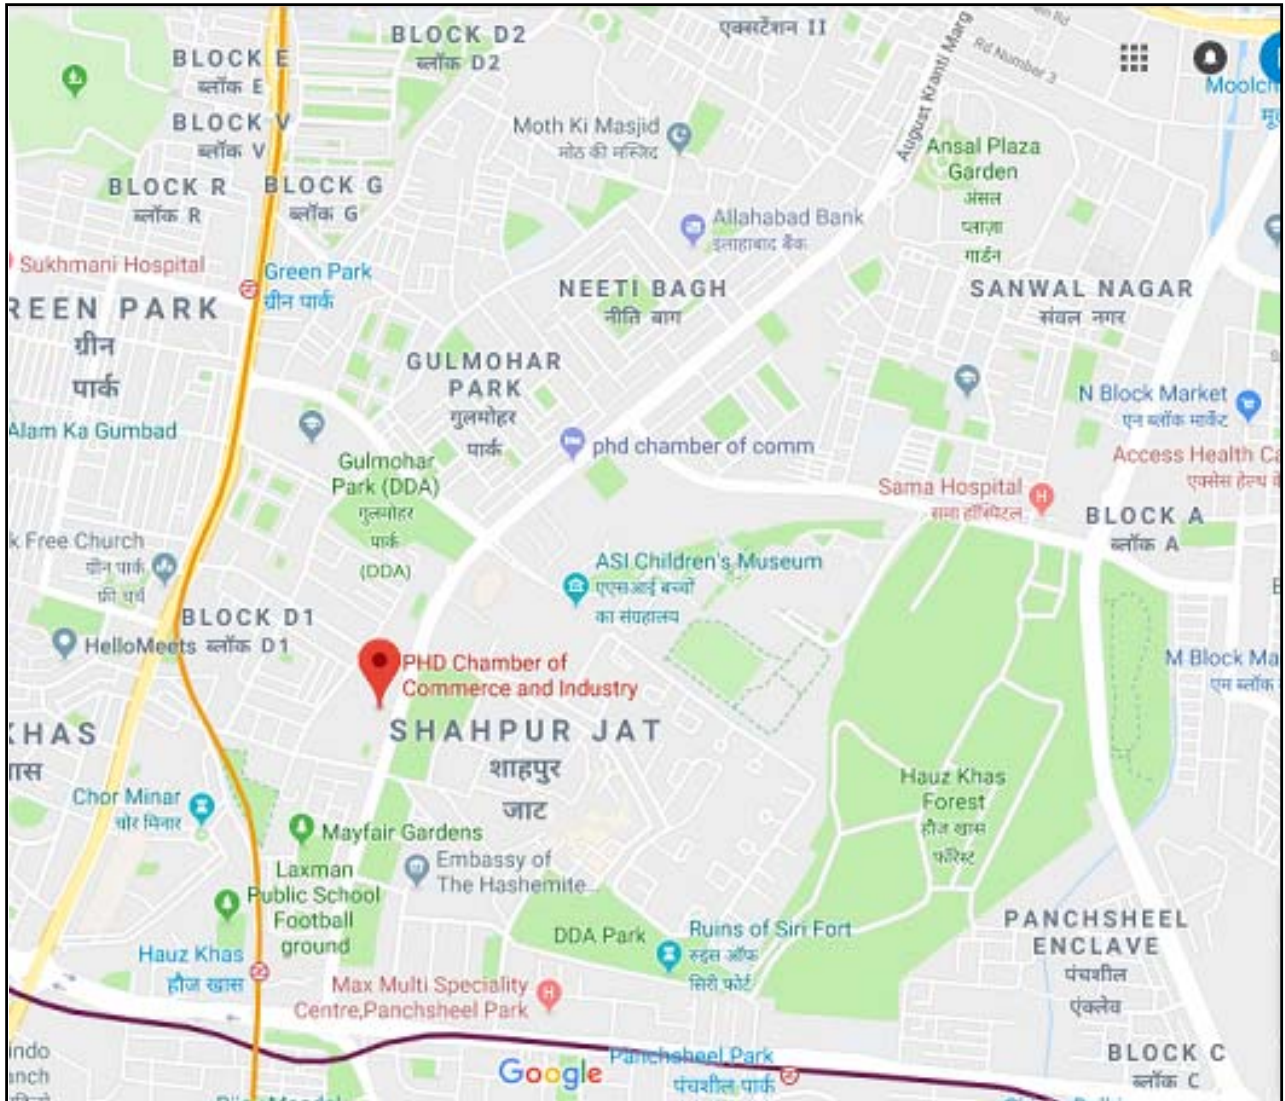 BLOCK D2
ब्लॉक D2
एक्सटेंशन II
August Kranti Marg
Rd Number 3
BLOCK E
ब्लॉक E
Moolch
BLOCK V
ब्लॉक V
Moth Ki Masjid
मोठ की मस्जिद
Ansal Plaza
Garden
अंसल
प्लाज़ा
गार्डन
BLOCK R
ब्लॉक R
BLOCK G
ब्लॉक G
Allahabad Bank
इलाहाबाद बैंक
Sukhmani Hospital
Green Park
ग्रीन पार्क
NEETI BAGH
नीति बाग
SANWAL NAGAR
संवल नगर
REEN PARK
ग्रीन
पार्क
GULMOHAR
PARK
गुलमोहर
पार्क
N Block Market
एन ब्लॉक मार्केट
Alam Ka Gumbad
phd chamber of comm
Access Health Ca
एक्सेस हेल्थ
Gulmohar
Park (DDA)
गुलमोहर
पार्क
(DDA)
Sama Hospital
समा हॉस्पिटल
BLOCK A
ब्लॉक A
k Free Church
ग्रीन पार्क
फ्री चर्च
ASI Children's Museum
एएसआई बच्चों
का संग्रहालय
BLOCK D1
ब्लॉक D1
HelloMeets
PHD Chamber of
Commerce and Industry
M Block Ma
एम ब्लॉक
KHAS
ास
SHAHPUR JAT
शाहपुर
जाट
Chor Minar
चोर मिनार
Hauz Khas
Forest
हौज खास
फॉरेस्ट
Mayfair Gardens
Embassy of
The Hashemite...
Laxman
Public School
Football
ground
DDA Park
Ruins of Siri Fort
रुइंस ऑफ
सिरी फोर्ट
PANCHSHEEL
ENCLAVE
पंचशील
एंक्लेव
Hauz Khas
हौज खास
Max Multi Speciality
Centre,Panchsheel Park
Google
Panchsheel Park
पंचशील पार्क
BLOCK C
ब्लॉक C
indo
anch